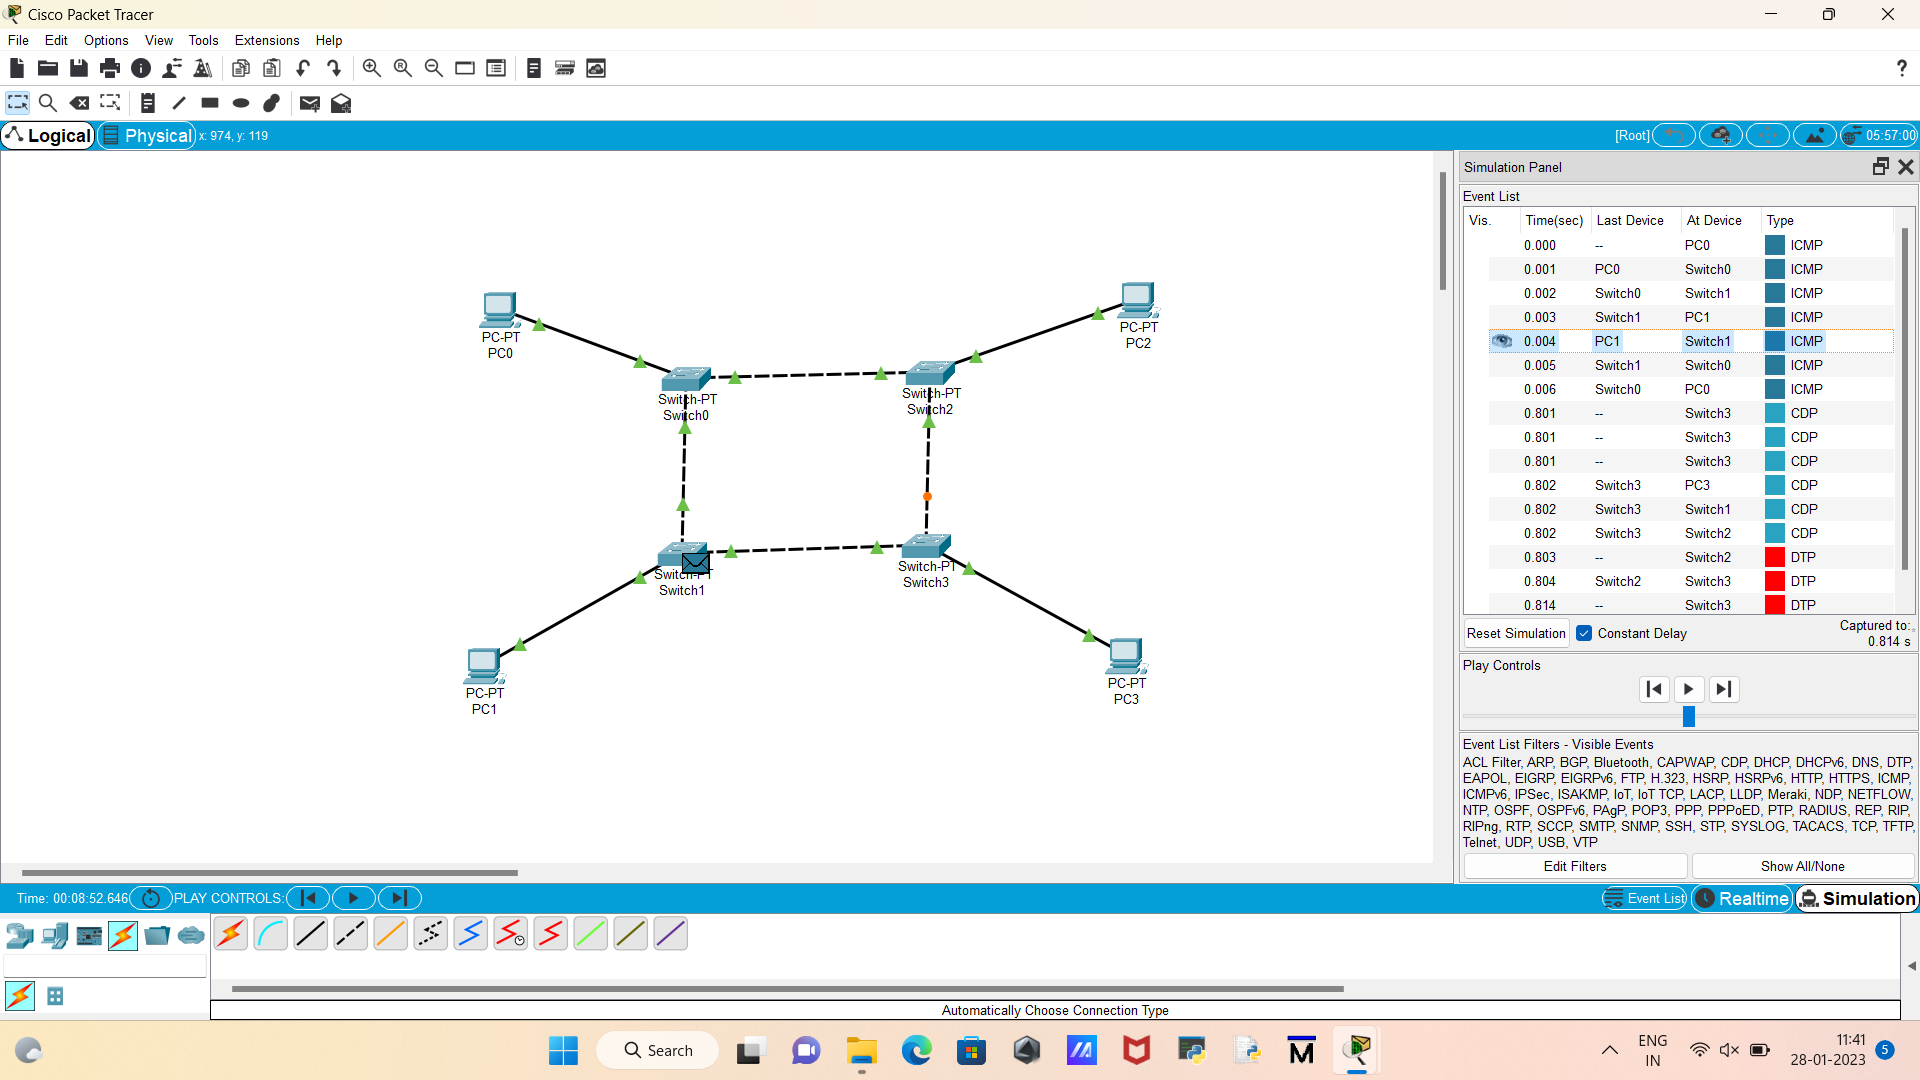 Cisco Packet Tracer
File Edit Options View Tools Extensions Help
?
Logical Physical x: 974, y: 119 [Root] 05:57:00
Simulation Panel
Event List
Vis. Time(sec) Last Device At Device Type
0.000 -- PC0 ICMP
0.001 PC0 Switch0 ICMP
0.002 Switch0 Switch1 ICMP
0.003 Switch1 PC1 ICMP
0.004 PC1 Switch1 ICMP
0.005 Switch1 Switch0 ICMP
0.006 Switch0 PC0 ICMP
0.801 -- Switch3 CDP
0.801 -- Switch3 CDP
0.801 -- Switch3 CDP
0.802 Switch3 PC3 CDP
0.802 Switch3 Switch1 CDP
0.802 Switch3 Switch2 CDP
0.803 -- Switch2 DTP
0.804 Switch2 Switch3 DTP
0.814 -- Switch3 DTP
Reset Simulation Constant Delay Captured to:
0.814 s
Play Controls
Event List Filters - Visible Events
ACL Filter, ARP, BGP, Bluetooth, CAPWAP, CDP, DHCP, DHCPv6, DNS, DTP,
EAPOL, EIGRP, EIGRPv6, FTP, H.323, HSRP, HSRPv6, HTTP, HTTPS, ICMP,
ICMPv6, IPSec, ISAKMP, IoT, IoT TCP, LACP, LLDP, Meraki, NDP, NETFLOW,
NTP, OSPF, OSPFv6, PAgP, POP3, PPP, PPPoED, PTP, RADIUS, REP, RIP,
RIPng, RTP, SCCP, SMTP, SNMP, SSH, STP, SYSLOG, TACACS, TCP, TFTP,
Telnet, UDP, USB, VTP
Edit Filters Show All/None
PC-PT
PC0
PC-PT
PC2
Switch-PT
Switch0
Switch-PT
Switch2
Switch-PT
Switch1
Switch-PT
Switch3
PC-PT
PC1
PC-PT
PC3
Time: 00:08:52.646 PLAY CONTROLS: Event List Realtime Simulation
Automatically Choose Connection Type
Search
ENG
IN
11:41
28-01-2023
5